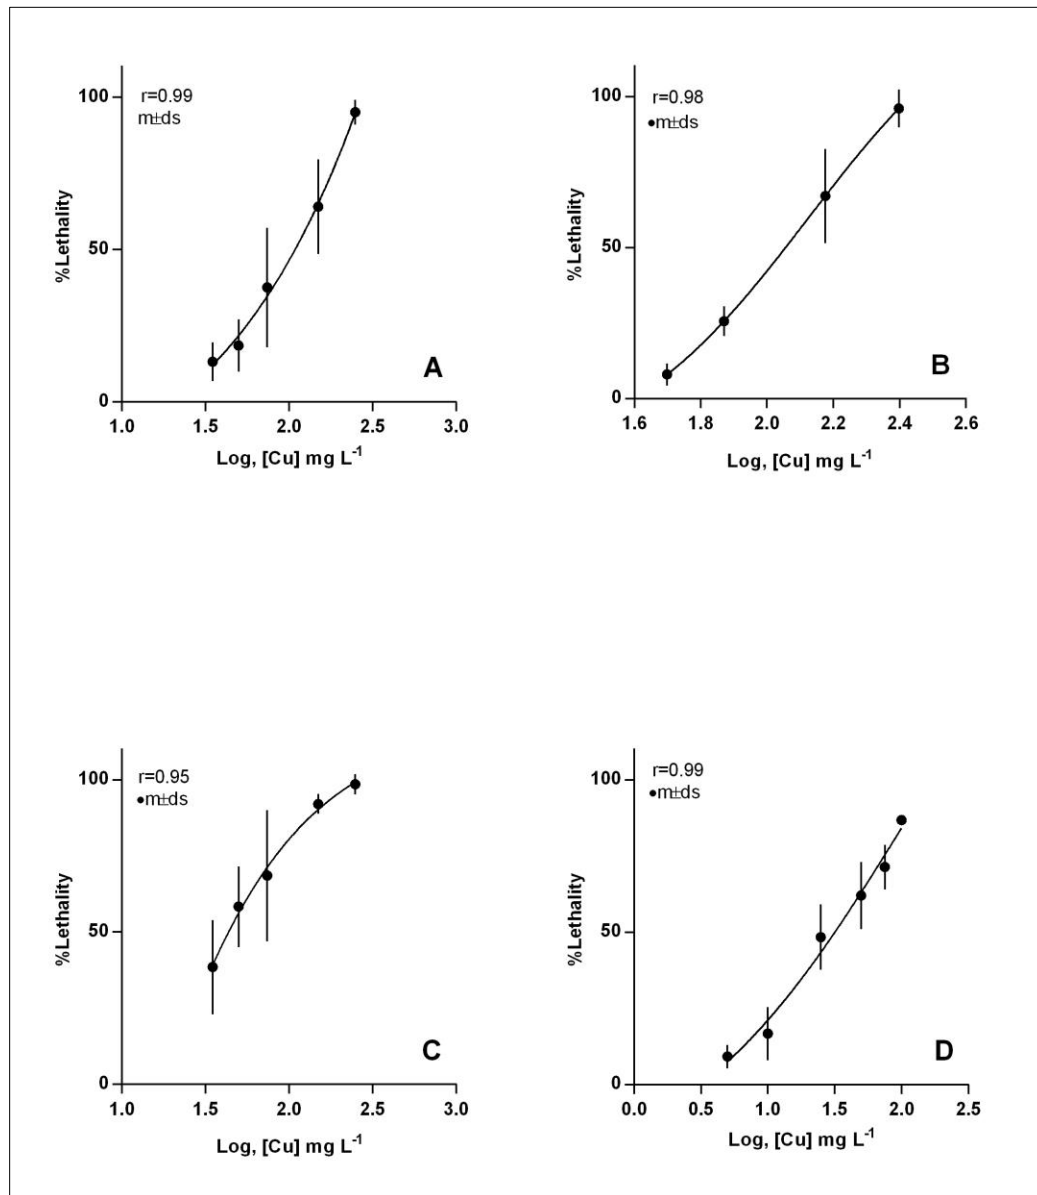 r=0.99
m±ds
100
50
0
%Lethality
1.0 1.5 2.0 2.5 3.0
Log, [Cu] mg L-1
A
r=0.98
●m±ds
100
50
0
%Lethality
1.6 1.8 2.0 2.2 2.4 2.6
Log, [Cu] mg L-1
B
r=0.95
●m±ds
100
50
0
%Lethality
1.0 1.5 2.0 2.5 3.0
Log, [Cu] mg L-1
C
r=0.99
●m±ds
100
50
0
%Lethality
0.0 0.5 1.0 1.5 2.0 2.5
Log, [Cu] mg L-1
D